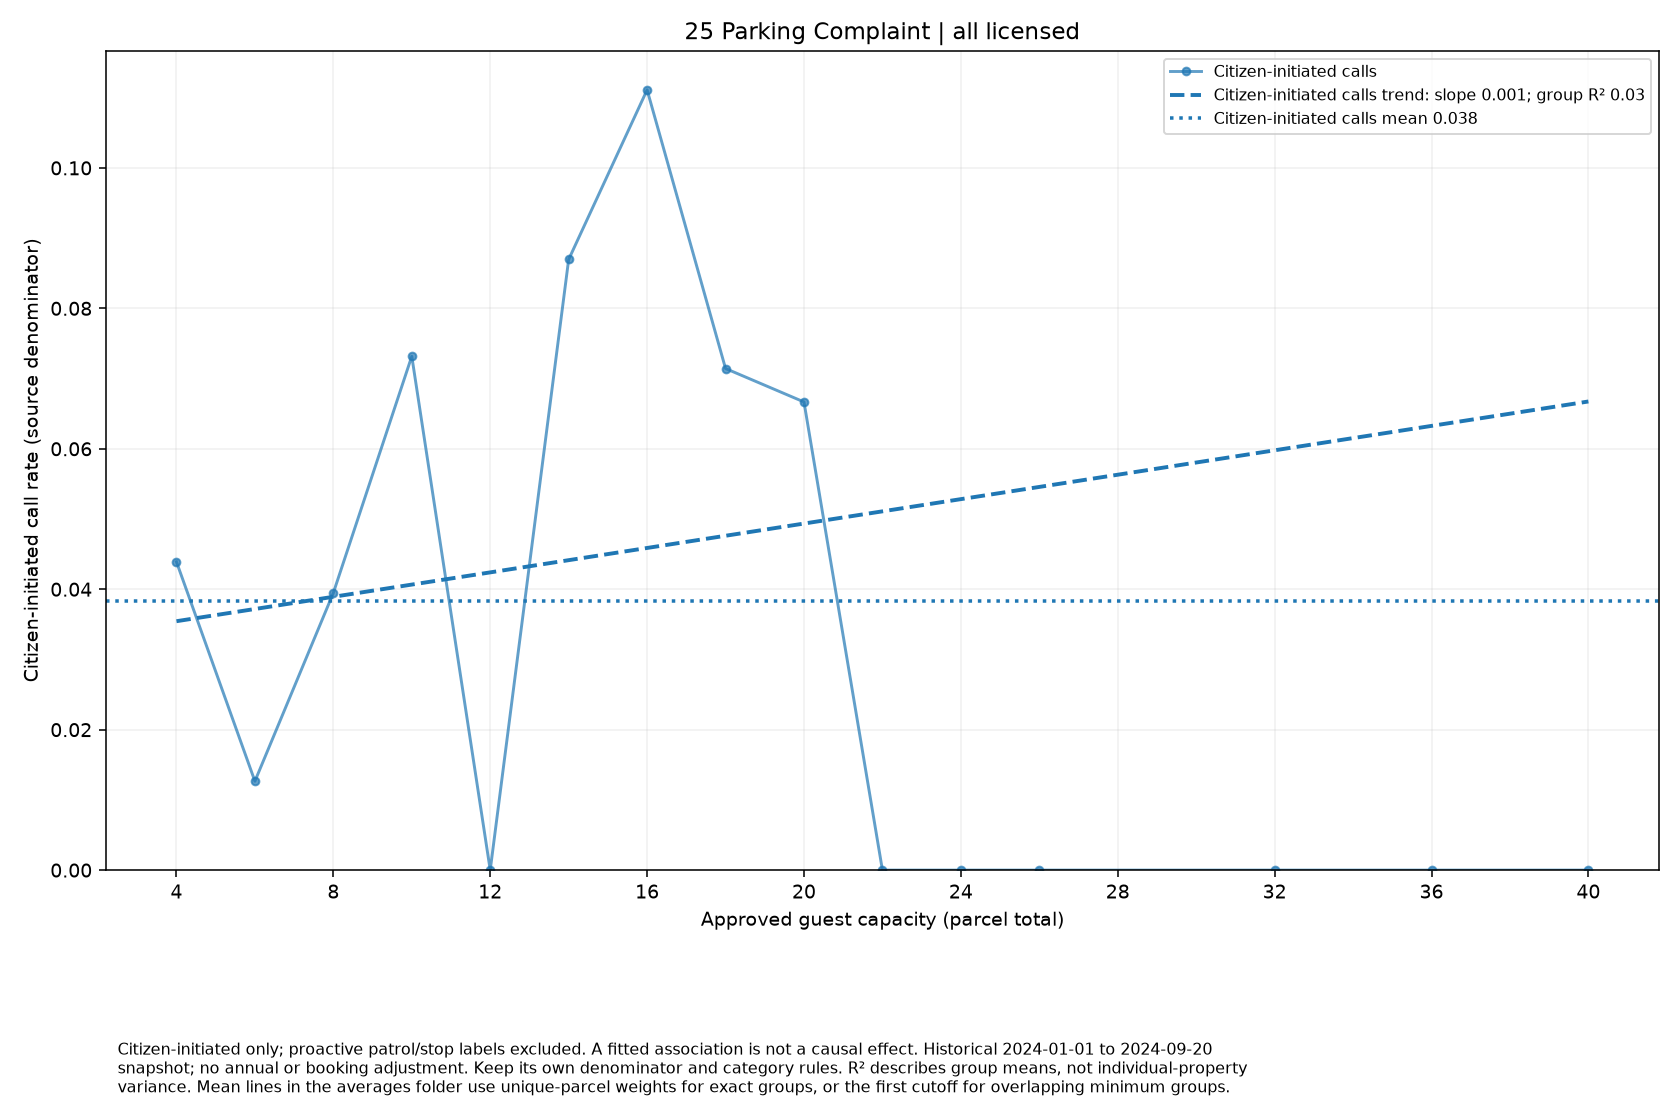 25 Parking Complaint | all licensed
Citizen-initiated calls
Citizen-initiated calls trend: slope 0.001; group R² 0.03
Citizen-initiated calls mean 0.038
Citizen-initiated call rate (source denominator)
0.10
0.08
0.06
0.04
0.02
0.00
4 8 12 16 20 24 28 32 36 40
Approved guest capacity (parcel total)
Citizen-initiated only; proactive patrol/stop labels excluded. A fitted association is not a causal effect. Historical 2024-01-01 to 2024-09-20
snapshot; no annual or booking adjustment. Keep its own denominator and category rules. R² describes group means, not individual-property
variance. Mean lines in the averages folder use unique-parcel weights for exact groups, or the first cutoff for overlapping minimum groups.